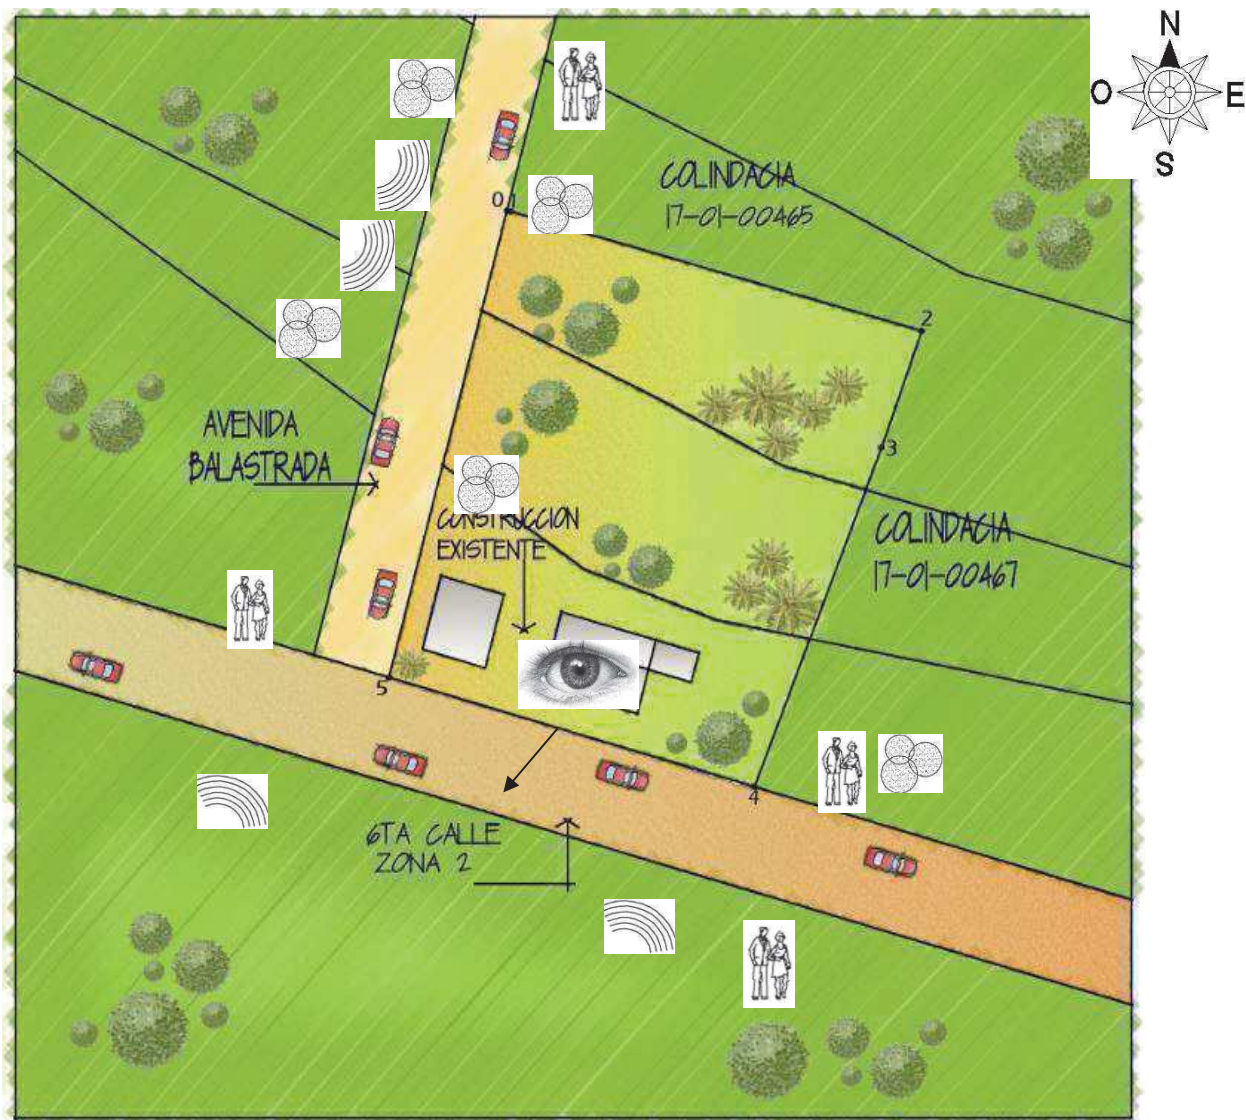 N
O E
S
COLINDACIA
17-01-00465
0,1
2
AVENIDA
BALASTRADA
3
CONSTRUCCION
EXISTENTE
COLINDACIA
17-01-00467
5
4
6TA CALLE
ZONA 2